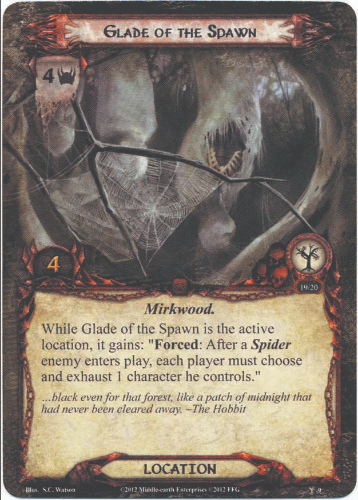 GLADE OF THE SPAWN
4
4
19/20
Mirkwood.
While Glade of the Spawn is the active
location, it gains: "Forced: After a Spider
enemy enters play, each player must choose
and exhaust 1 character he controls."
...black even for that forest, like a patch of midnight that
had never been cleared away. ~The Hobbit
LOCATION
Illus. S.C. Watson ©2012 Middle-earth Enterprises ©2012 FFG